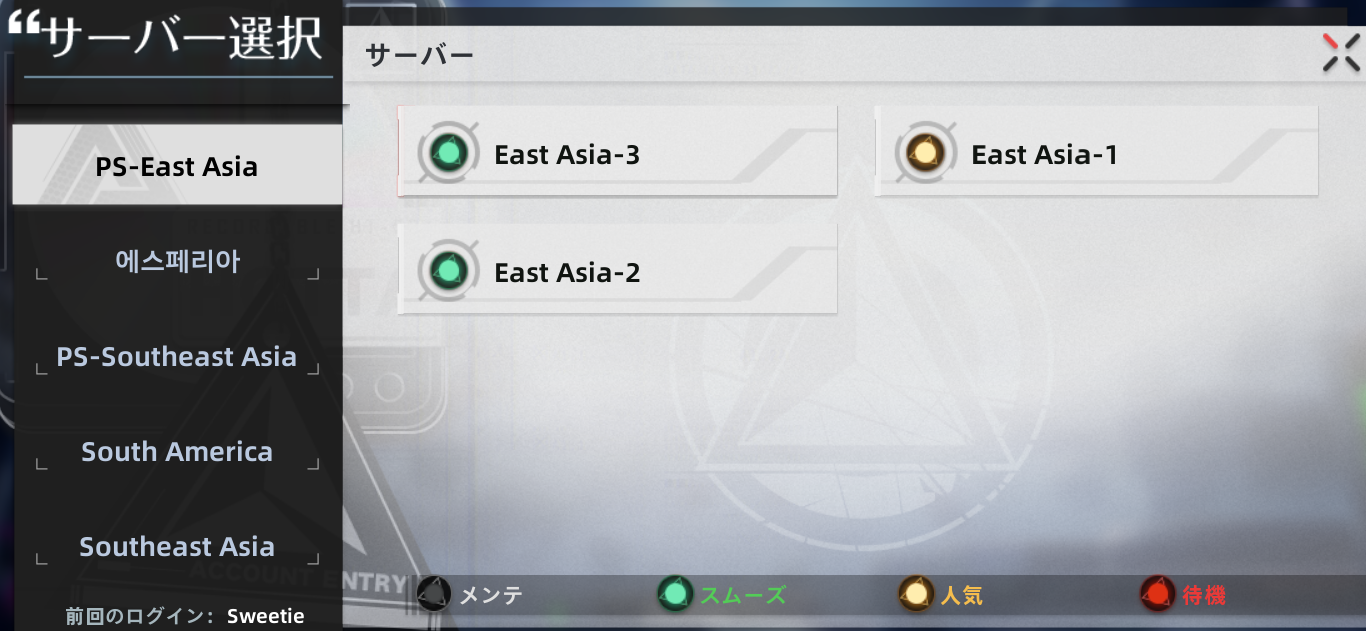 “サーバー選択
サーバー
PS-East Asia
에스페리아
PS-Southeast Asia
South America
Southeast Asia
前回のログイン： Sweetie
East Asia-3
East Asia-1
East Asia-2
ACCOUNT ENTRY
メンテ
スムーズ
人気
待機